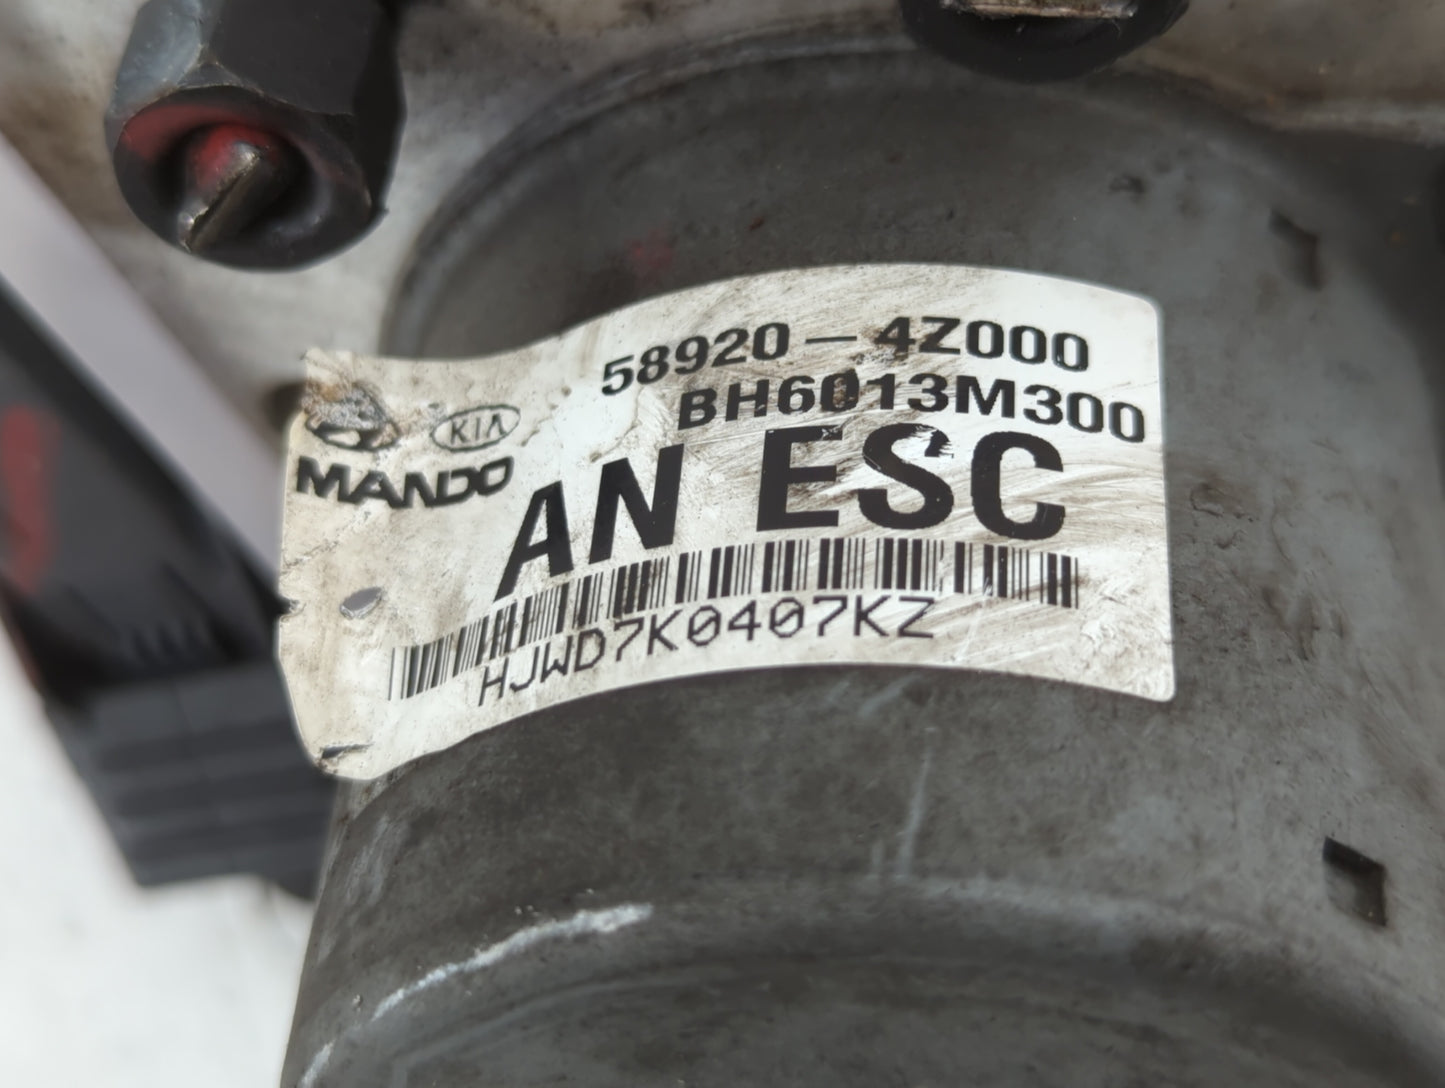 58920-4Z000
BH6013M300
KIA
MANDO
AN ESC
HJWD7K0407KZ